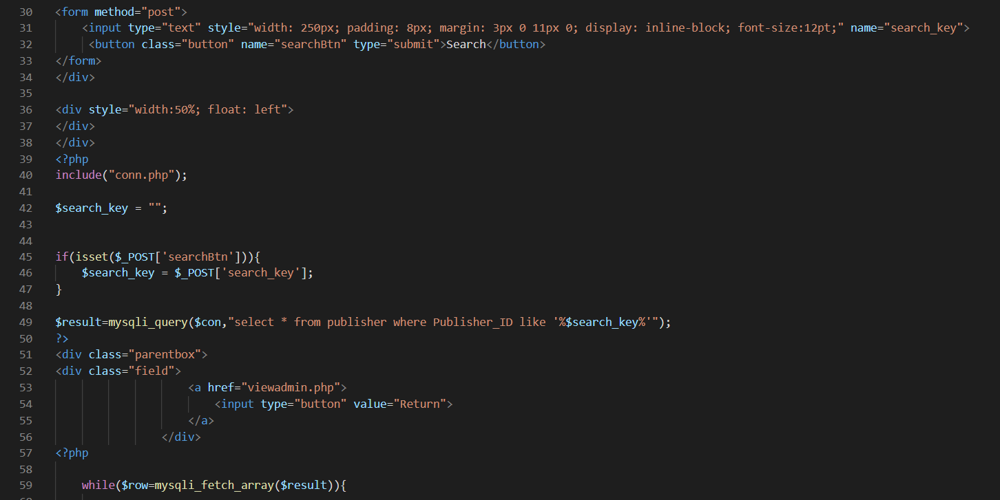 30 <form method="post">
31 <input type="text" style="width: 250px; padding: 8px; margin: 3px 0 11px 0; display: inline-block; font-size:12pt;" name="search_key">
32 <button class="button" name="searchBtn" type="submit">Search</button>
33 </form>
34 </div>
35
36 <div style="width:50%; float: left">
37 </div>
38 </div>
39 <?php
40 include("conn.php");
41
42 $search_key = "";
43
44
45 if(isset($_POST['searchBtn'])){
46 $search_key = $_POST['search_key'];
47 }
48
49 $result=mysqli_query($con,"select * from publisher where Publisher_ID like '%$search_key%'");
50 ?>
51 <div class="parentbox">
52 <div class="field">
53 <a href="viewadmin.php">
54 <input type="button" value="Return">
55 </a>
56 </div>
57 <?php
58
59 while($row=mysqli_fetch_array($result)){